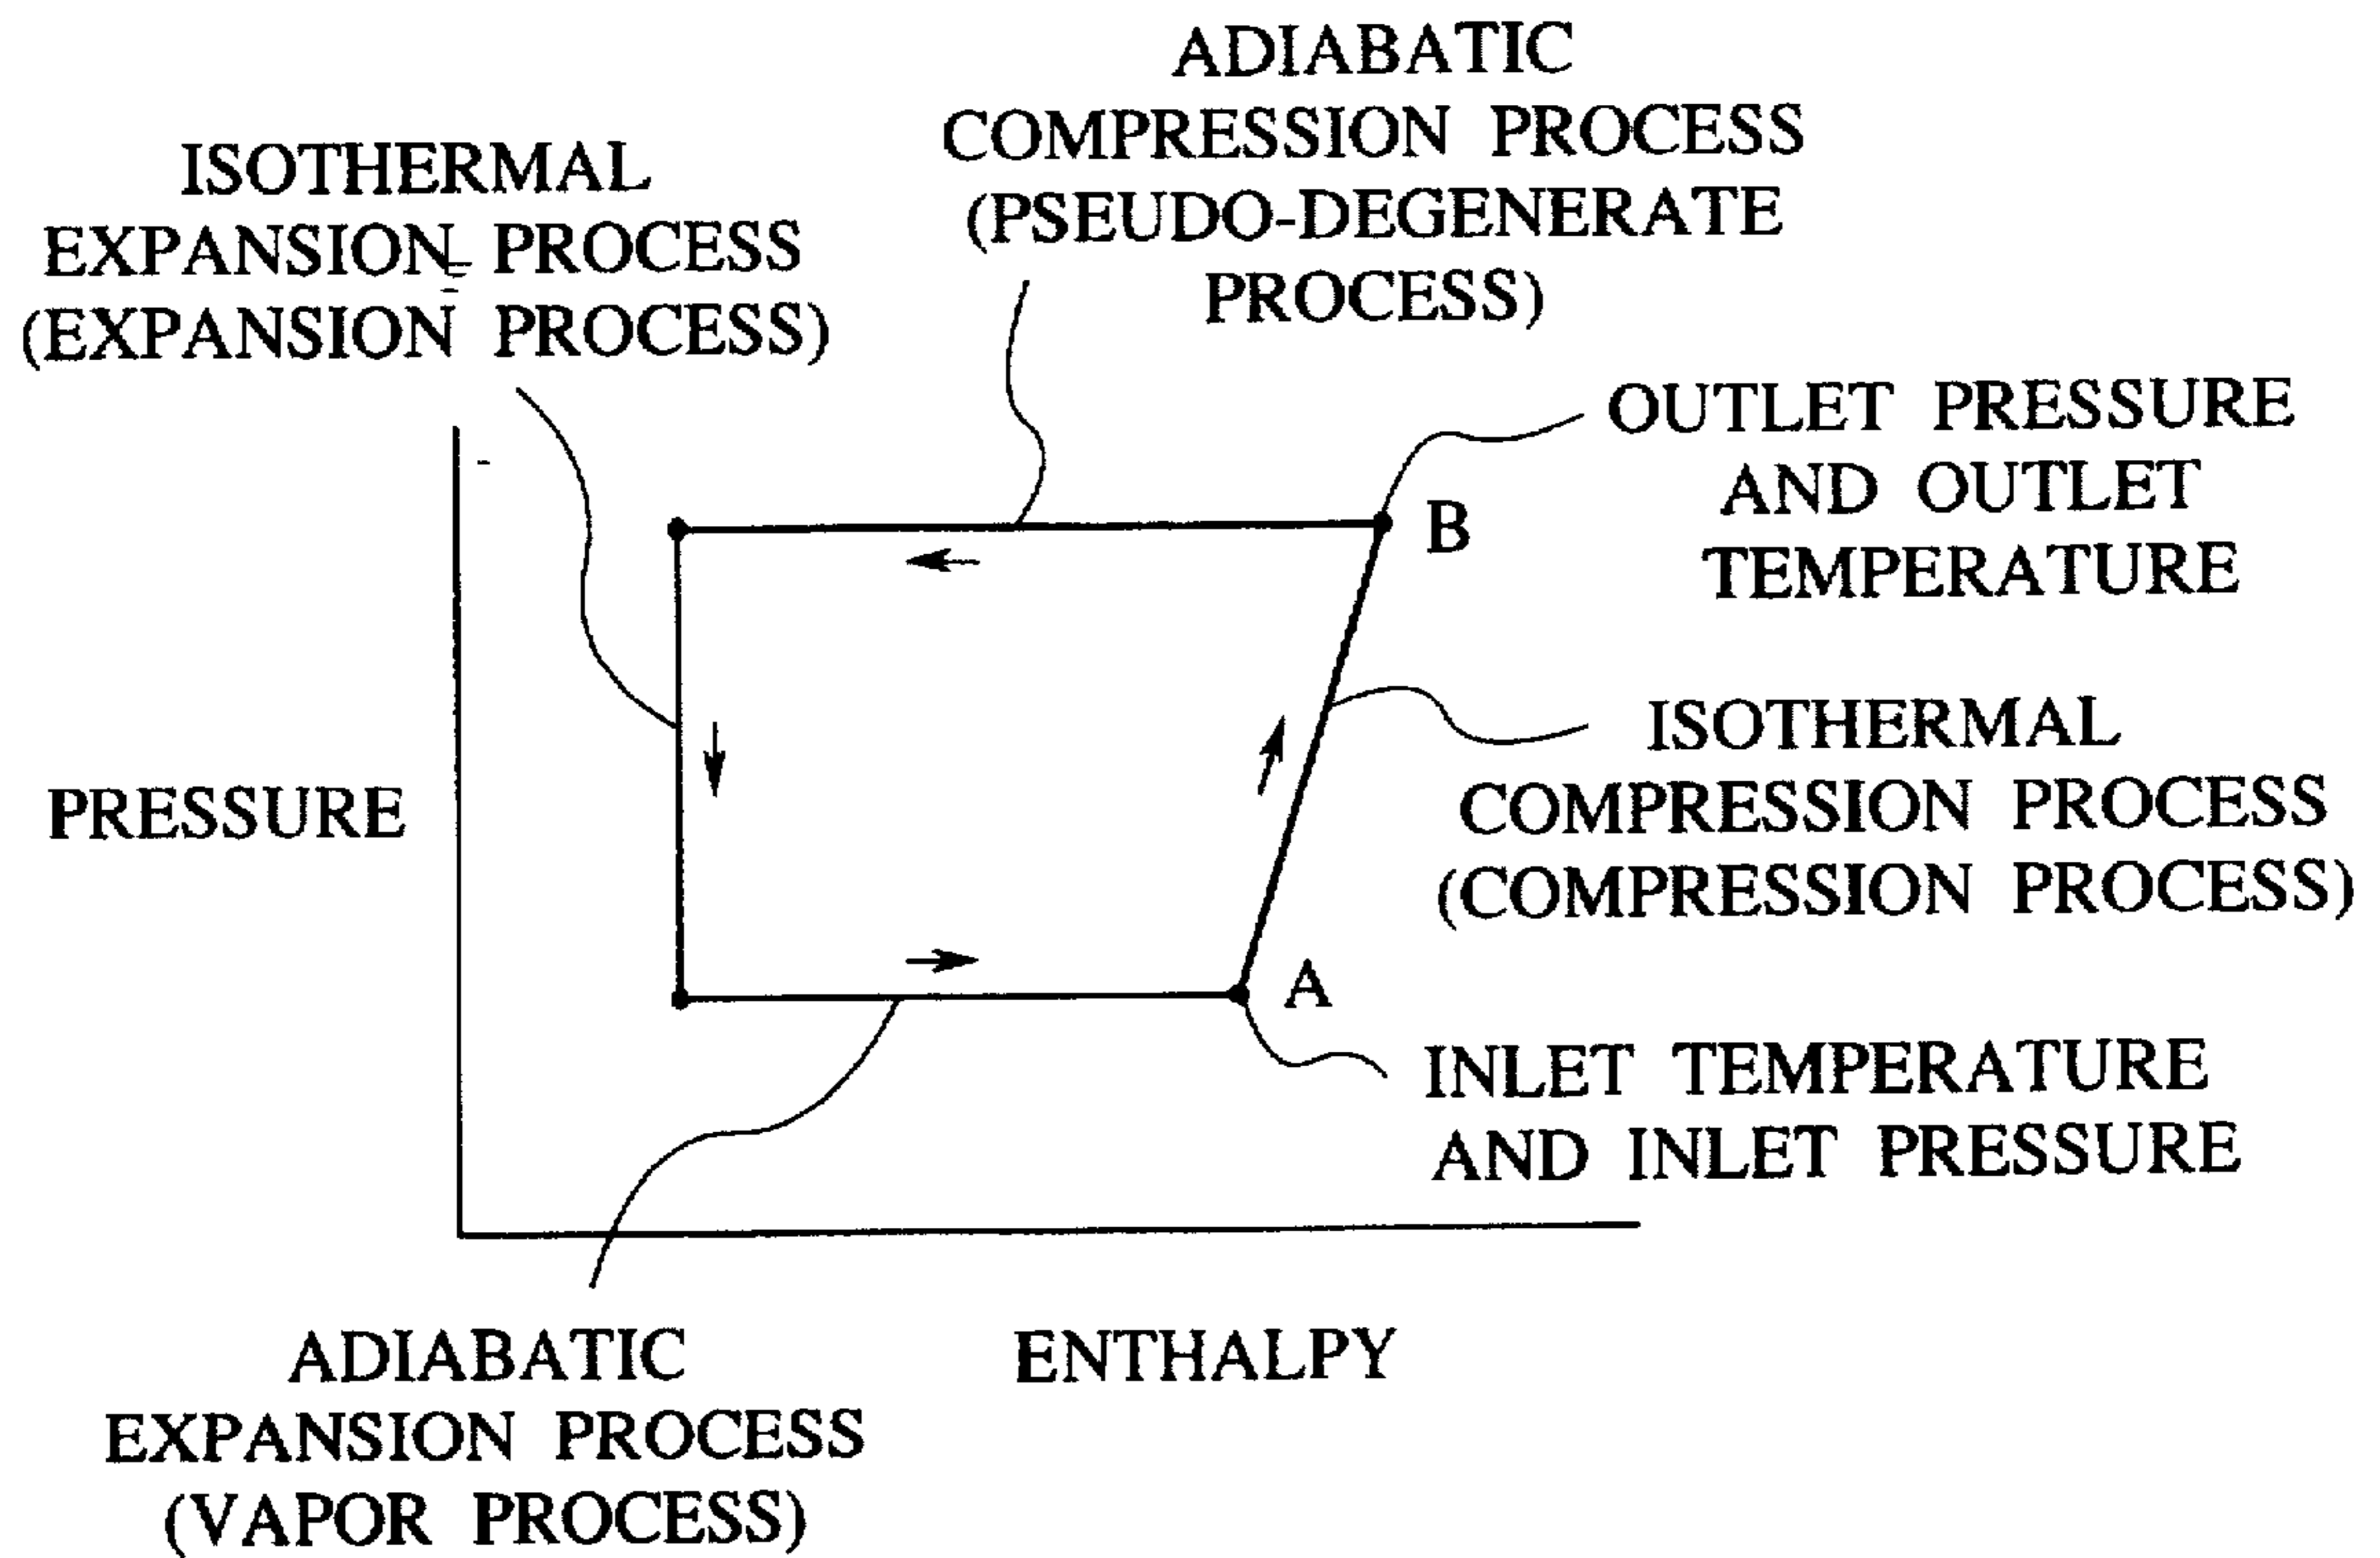 ADIABATIC
COMPRESSION PROCESS
(PSEUDO-DEGENERATE
PROCESS)
ISOTHERMAL
EXPANSION PROCESS
(EXPANSION PROCESS)
OUTLET PRESSURE
AND OUTLET
TEMPERATURE
B
ISOTHERMAL
COMPRESSION PROCESS
(COMPRESSION PROCESS)
PRESSURE
A
INLET TEMPERATURE
AND INLET PRESSURE
ADIABATIC
EXPANSION PROCESS
(VAPOR PROCESS)
ENTHALPY